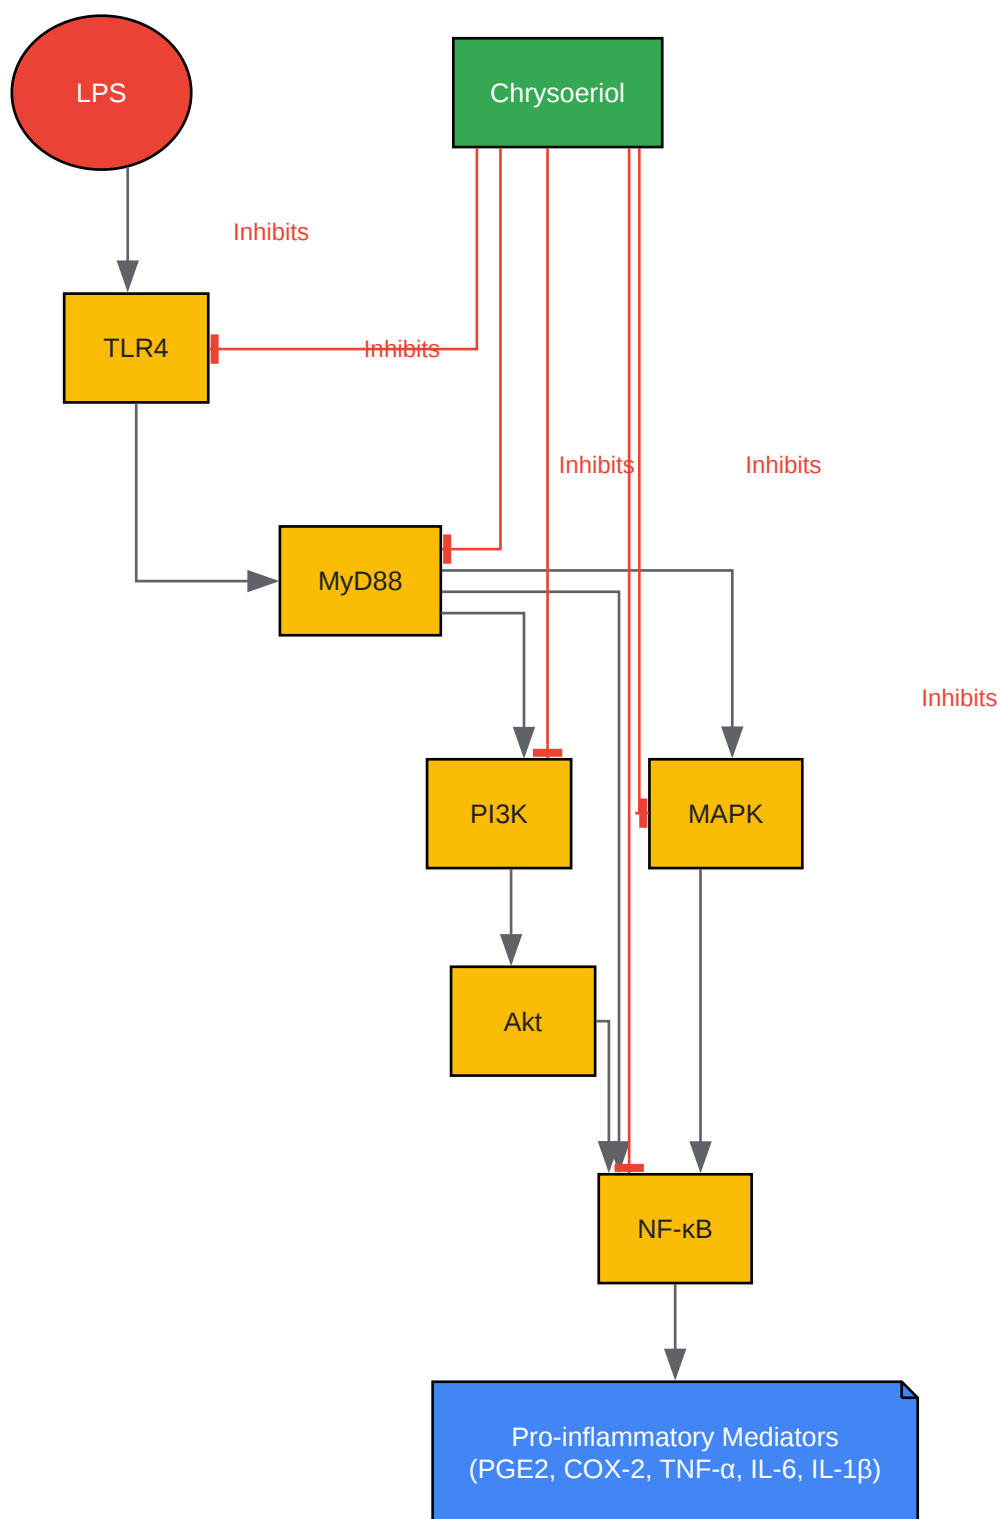 LPS
Chrysoeriol
Inhibits
TLR4
Inhibits
Inhibits
Inhibits
MyD88
Inhibits
PI3K
MAPK
Akt
NF-κB
Pro-inflammatory Mediators
(PGE2, COX-2, TNF-α, IL-6, IL-1β)